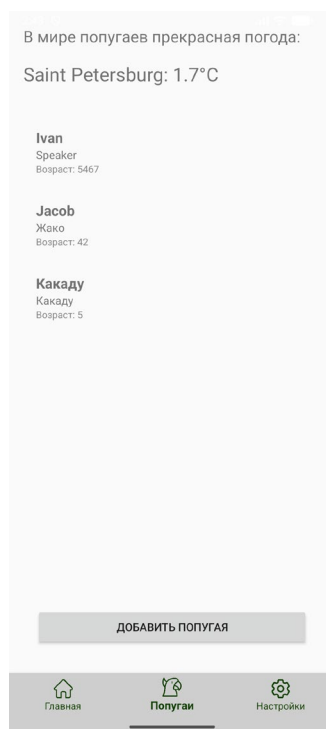 В мире попугаев прекрасная погода:
Saint Petersburg: 1.7°C
Ivan
Speaker
Возраст: 5467
Jacob
Жако
Возраст: 42
Какаду
Какаду
Возраст: 5
ДОБАВИТЬ ПОПУГАЯ
Главная
Попугаи
Настройки